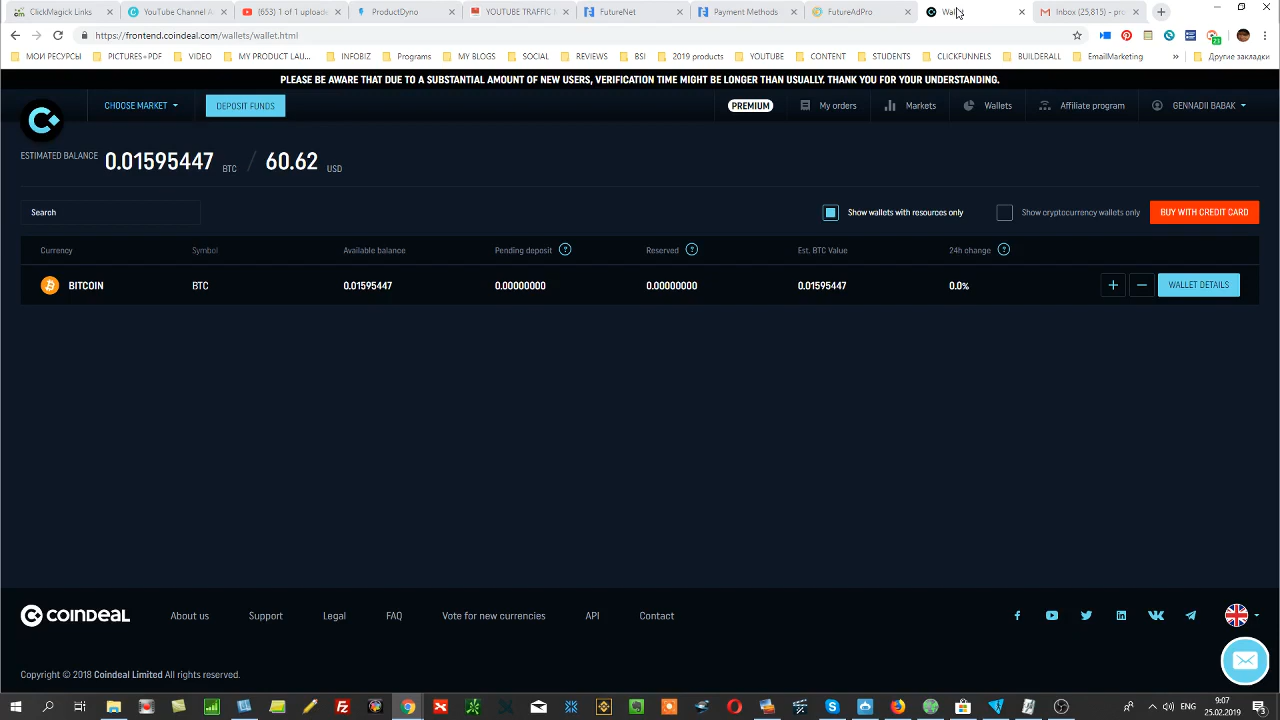 ClickMagick Links
YouTube Channel A
(653) 1 of 1 uploade
ProductDyno
YOUTUBE TRAFFIC
FutureNet
Payment Methods
FutureAdPro
Inbox (25,815) - pro
https://frontend.coindeal.com/wallets/wallet.html
21
МОИ РЕСУРСЫ
PICTURES+PDF
VIDEO
MY PRODUCT LAU...
INFOBIZ
Programs
MY BLOGS
SOCIAL
REVIEWS
BSI
2019 products
YOUTUBE
CONTENT
STUDENTS
CLICKFUNNELS
BUILDERALL
EmailMarketing
»
Другие закладки
PLEASE BE AWARE THAT DUE TO A SUBSTANTIAL AMOUNT OF NEW USERS, VERIFICATION TIME MIGHT BE LONGER THAN USUALLY. THANK YOU FOR YOUR UNDERSTANDING.
CHOOSE MARKET
DEPOSIT FUNDS
PREMIUM
My orders
Markets
Wallets
Affiliate program
GENNADII BABAK
ESTIMATED BALANCE 0.01595447 BTC / 60.62 USD
Search
Show wallets with resources only
Show cryptocurrency wallets only
BUY WITH CREDIT CARD
Currency Symbol Available balance Pending deposit ? Reserved ? Est. BTC Value 24h change ?
BITCOIN BTC 0.01595447 0.00000000 0.00000000 0.01595447 0.0% + − WALLET DETAILS
COINDEAL
About us
Support
Legal
FAQ
Vote for new currencies
API
Contact
Copyright © 2018 Coindeal Limited All rights reserved.
ENG
9:07
25.02.2019